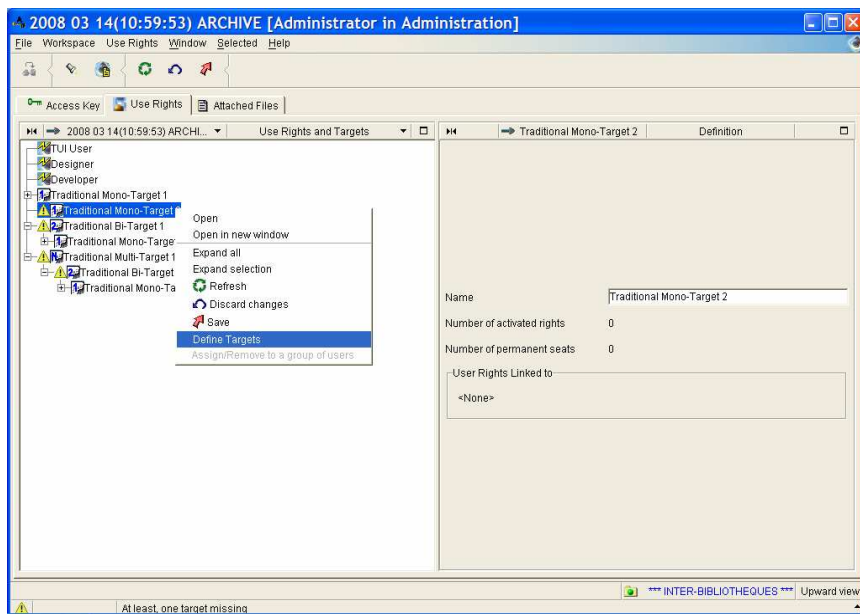 2008 03 14(10:59:53) ARCHIVE [Administrator in Administration]
File Workspace Use Rights Window Selected Help
Access Key Use Rights Attached Files
2008 03 14(10:59:53) ARCHI... Use Rights and Targets
Traditional Mono-Target 2 Definition
TUI User
Designer
Developer
Traditional Mono-Target 1
Traditional Mono-Target
Traditional Bi-Target 1
Traditional Mono-Targe
Traditional Multi-Target 1
Traditional Bi-Target
Traditional Mono-Ta
Open
Open in new window
Expand all
Expand selection
Refresh
Discard changes
Save
Define Targets
Assign/Remove to a group of users
Name Traditional Mono-Target 2
Number of activated rights 0
Number of permanent seats 0
User Rights Linked to
<None>
*** INTER-BIBLIOTHEQUES *** Upward view
At least, one target missing